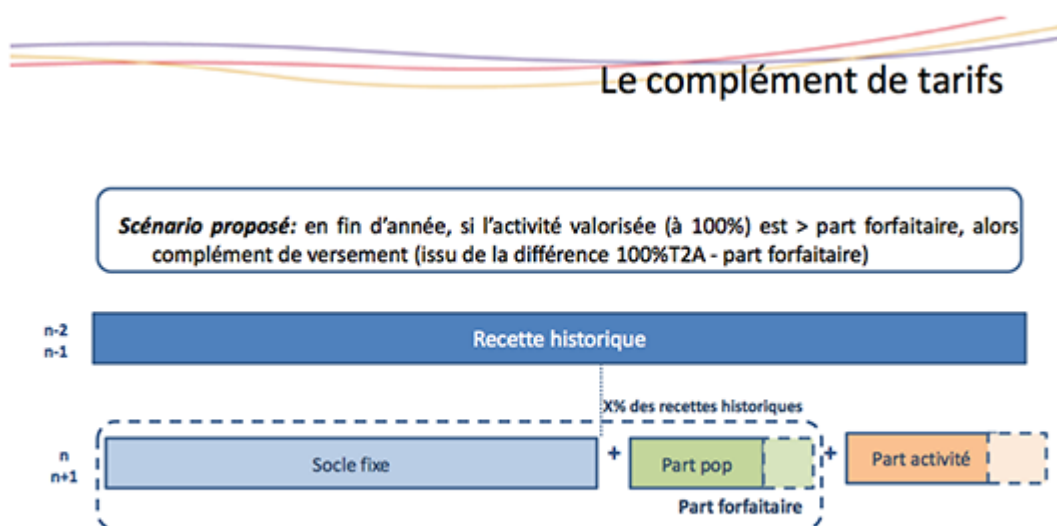 Le complément de tarifs
Scénario proposé: en fin d'année, si l'activité valorisée (à 100%) est > part forfaitaire, alors
complément de versement (issu de la différence 100%T2A - part forfaitaire)
n-2
n-1
Recette historique
X% des recettes historiques
n
n+1
Socle fixe
+
Part pop
+
Part activité
Part forfaitaire